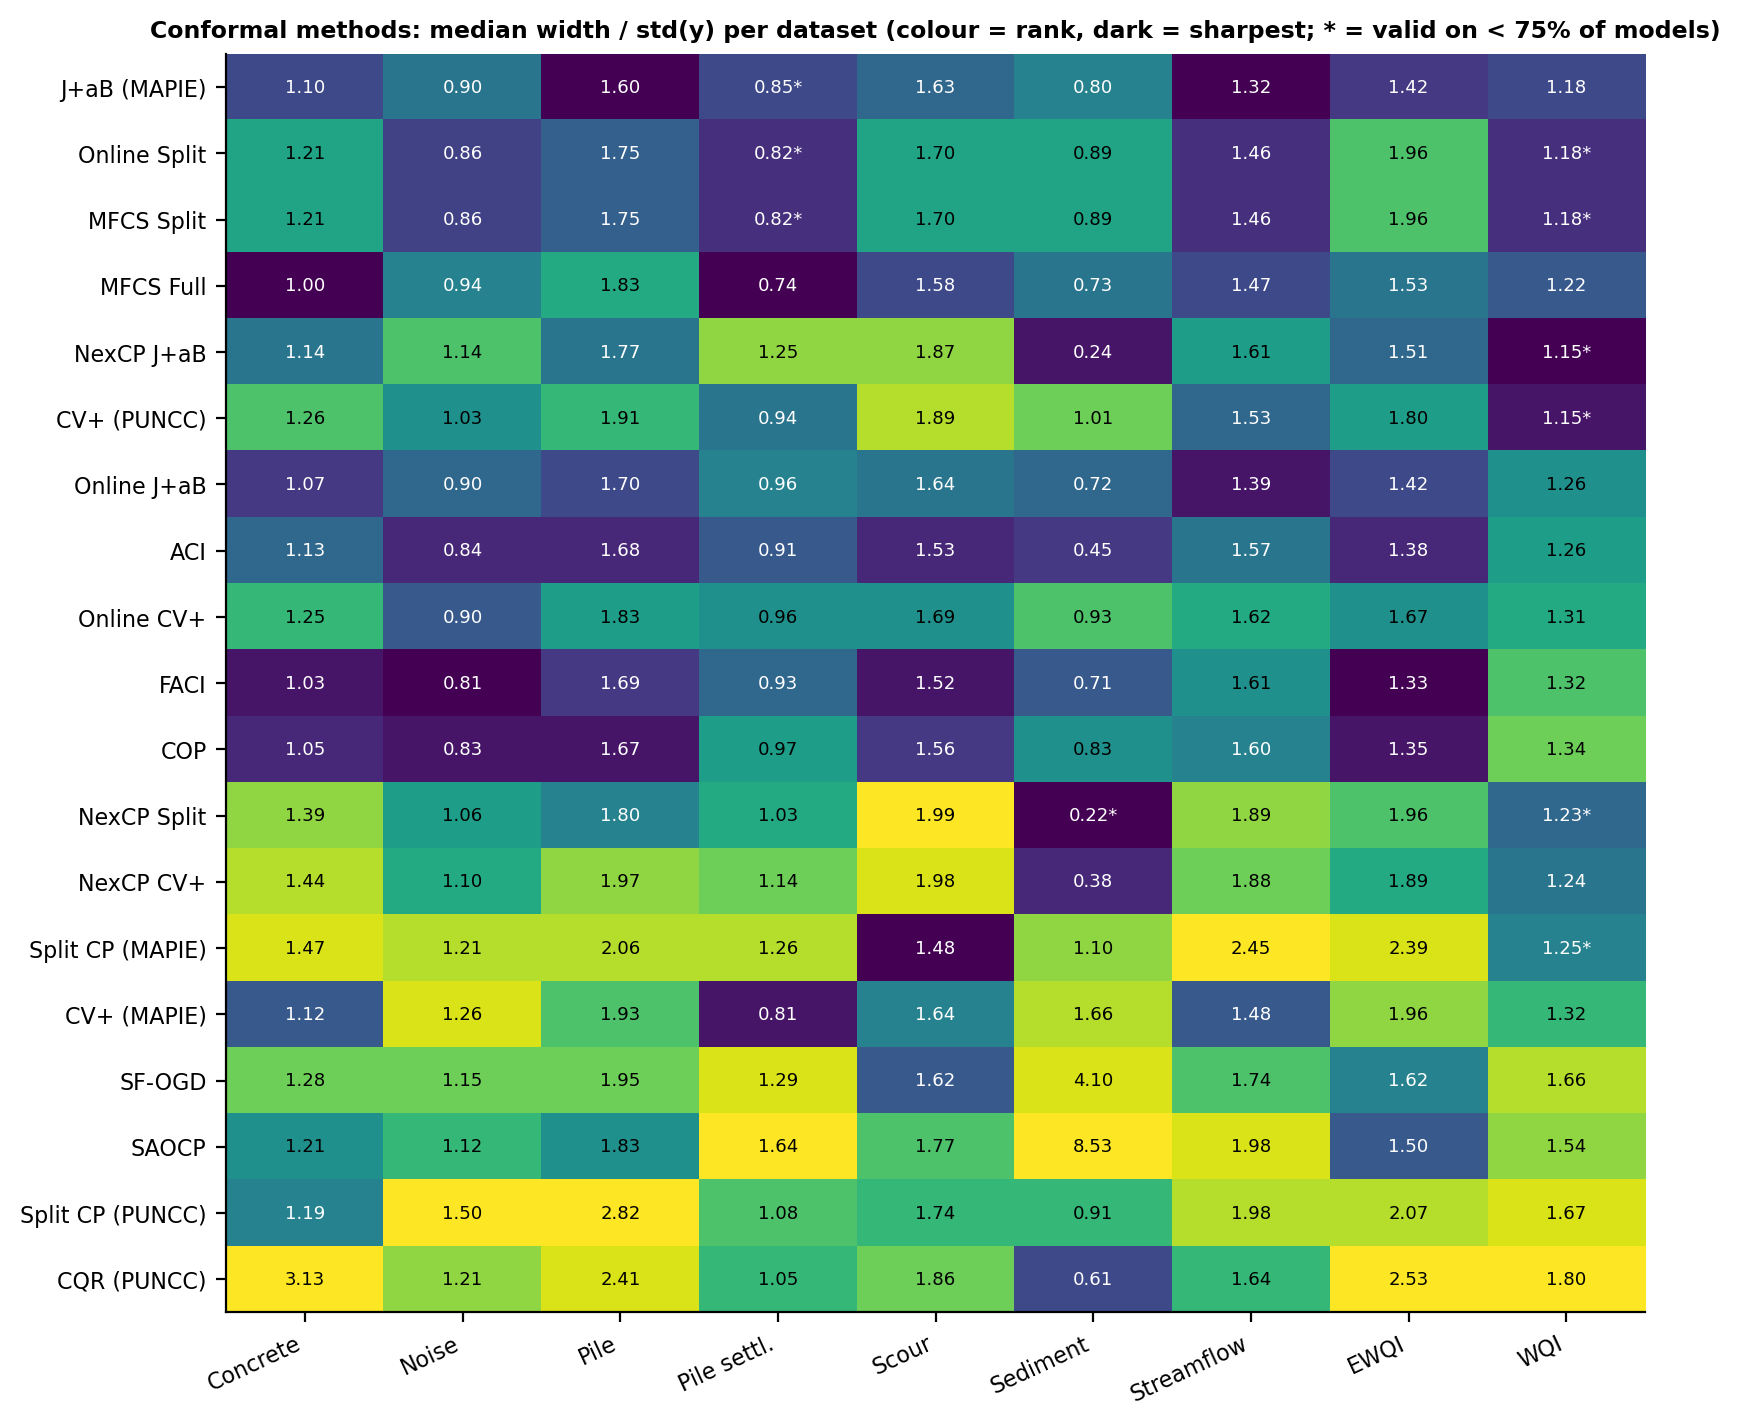 Conformal methods: median width / std(y) per dataset (colour = rank, dark = sharpest; * = valid on < 75% of models)
J+aB (MAPIE) 1.10 0.90 1.60 0.85* 1.63 0.80 1.32 1.42 1.18
Online Split 1.21 0.86 1.75 0.82* 1.70 0.89 1.46 1.96 1.18*
MFCS Split 1.21 0.86 1.75 0.82* 1.70 0.89 1.46 1.96 1.18*
MFCS Full 1.00 0.94 1.83 0.74 1.58 0.73 1.47 1.53 1.22
NexCP J+aB 1.14 1.14 1.77 1.25 1.87 0.24 1.61 1.51 1.15*
CV+ (PUNCC) 1.26 1.03 1.91 0.94 1.89 1.01 1.53 1.80 1.15*
Online J+aB 1.07 0.90 1.70 0.96 1.64 0.72 1.39 1.42 1.26
ACI 1.13 0.84 1.68 0.91 1.53 0.45 1.57 1.38 1.26
Online CV+ 1.25 0.90 1.83 0.96 1.69 0.93 1.62 1.67 1.31
FACI 1.03 0.81 1.69 0.93 1.52 0.71 1.61 1.33 1.32
COP 1.05 0.83 1.67 0.97 1.56 0.83 1.60 1.35 1.34
NexCP Split 1.39 1.06 1.80 1.03 1.99 0.22* 1.89 1.96 1.23*
NexCP CV+ 1.44 1.10 1.97 1.14 1.98 0.38 1.88 1.89 1.24
Split CP (MAPIE) 1.47 1.21 2.06 1.26 1.48 1.10 2.45 2.39 1.25*
CV+ (MAPIE) 1.12 1.26 1.93 0.81 1.64 1.66 1.48 1.96 1.32
SF-OGD 1.28 1.15 1.95 1.29 1.62 4.10 1.74 1.62 1.66
SAOCP 1.21 1.12 1.83 1.64 1.77 8.53 1.98 1.50 1.54
Split CP (PUNCC) 1.19 1.50 2.82 1.08 1.74 0.91 1.98 2.07 1.67
CQR (PUNCC) 3.13 1.21 2.41 1.05 1.86 0.61 1.64 2.53 1.80
Concrete Noise Pile Pile settl. Scour Sediment Streamflow EWQI WQI